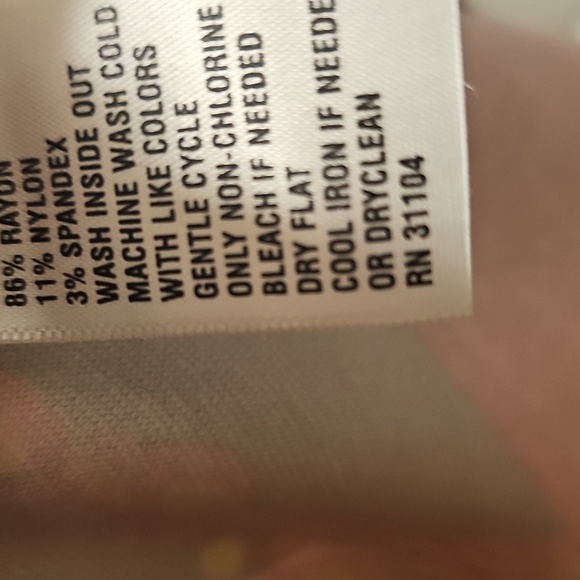 86% RAYON
11% NYLON
3% SPANDEX
WASH INSIDE OUT
MACHINE WASH COLD
WITH LIKE COLORS
GENTLE CYCLE
ONLY NON-CHLORINE
BLEACH IF NEEDED
DRY FLAT
COOL IRON IF NEEDE
OR DRYCLEAN
RN 31104